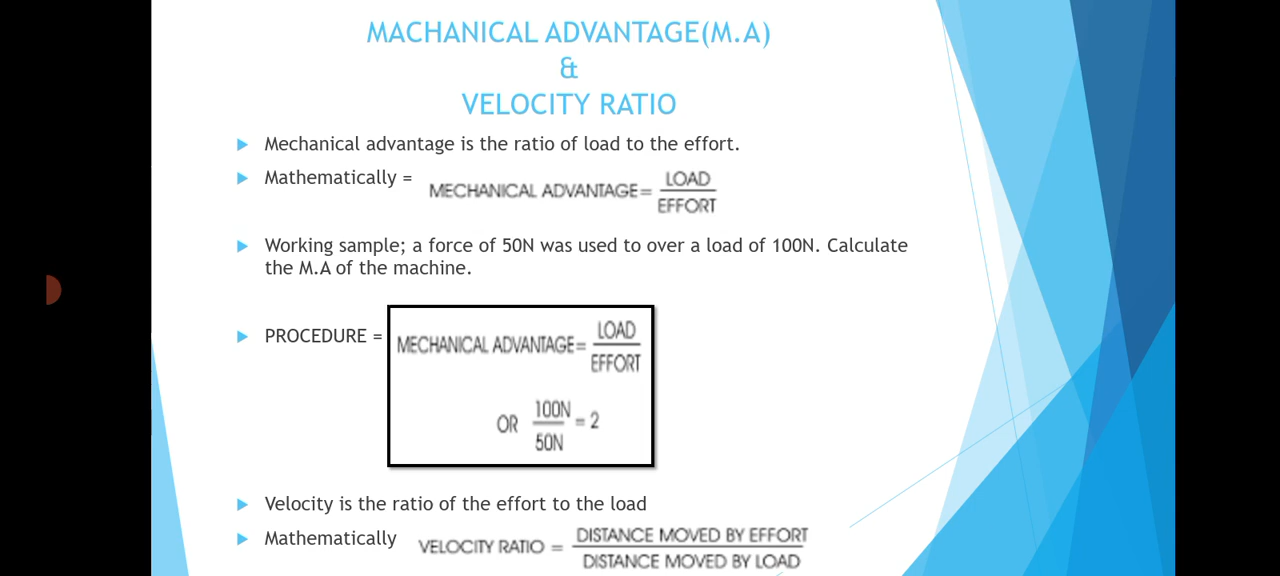 MACHANICAL ADVANTAGE(M.A)
&
VELOCITY RATIO
Mechanical advantage is the ratio of load to the effort.
Mathematically =
MECHANICAL ADVANTAGE= LOAD
EFFORT
Working sample; a force of 50N was used to over a load of 100N. Calculate
the M.A of the machine.
PROCEDURE =
MECHANICAL ADVANTAGE= LOAD
EFFORT
OR 100N = 2
50N
Velocity is the ratio of the effort to the load
Mathematically
VELOCITY RATIO = DISTANCE MOVED BY EFFORT
DISTANCE MOVED BY LOAD